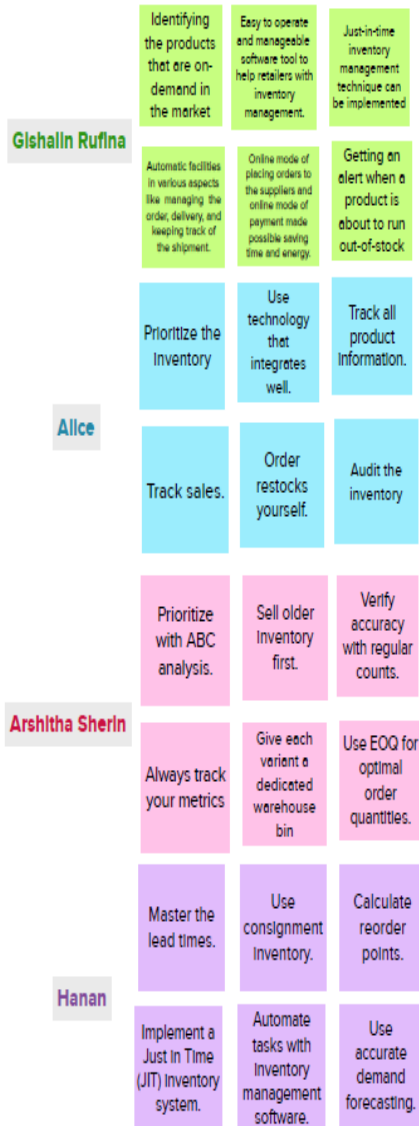 Identifying
the products
that are on-
demand in
the market
Easy to operate
and manageable
software tool to
help retailers with
inventory
management.
Just-in-time
inventory
management
technique can
be implemented
Gishalin Rufina
Automatic facilities
in various aspects
like managing the
order, delivery, and
keeping track of
the shipment.
Online mode of
placing orders to
the suppliers and
online mode of
payment made
possible saving
time and energy.
Getting an
alert when a
product is
about to run
out-of-stock
Prioritize the
inventory
Use
technology
that
integrates
well.
Track all
product
information.
Alice
Track sales.
Order
restocks
yourself.
Audit the
inventory
Prioritize
with ABC
analysis.
Sell older
inventory
first.
Verify
accuracy
with regular
counts.
Arshitha Sherin
Always track
your metrics
Give each
variant a
dedicated
warehouse
bin
Use EOQ for
optimal
order
quantities.
Master the
lead times.
Use
consignment
inventory.
Calculate
reorder
points.
Hanan
Implement a
Just in Time
(JIT) inventory
system.
Automate
tasks with
inventory
management
software.
Use
accurate
demand
forecasting.